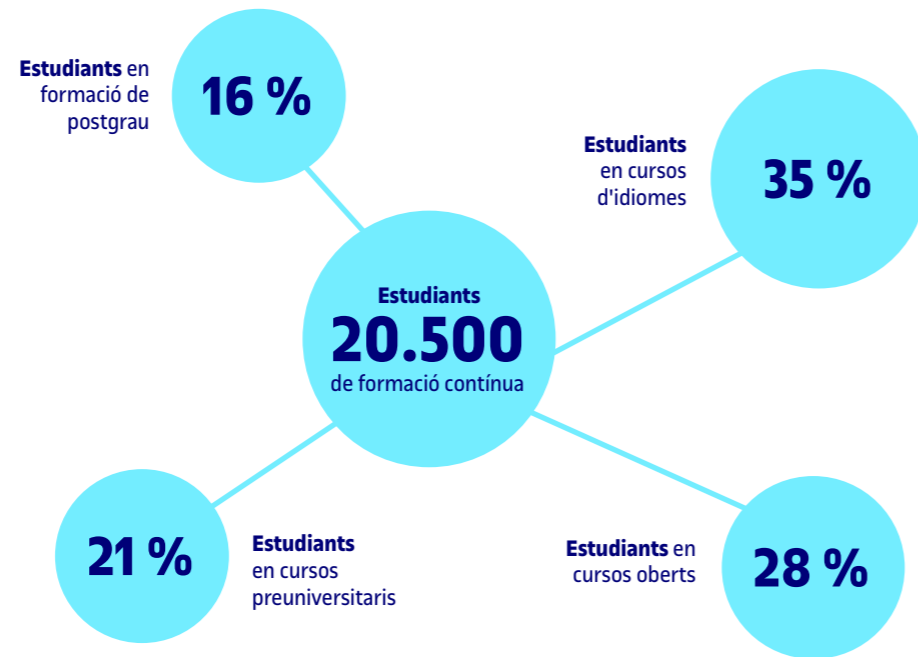 Estudiants en
formació de
postgrau
16 %
Estudiants
en cursos
d'idiomes
35 %
Estudiants
20.500
de formació contínua
21 %
Estudiants
en cursos
preuniversitaris
Estudiants en
cursos oberts
28 %